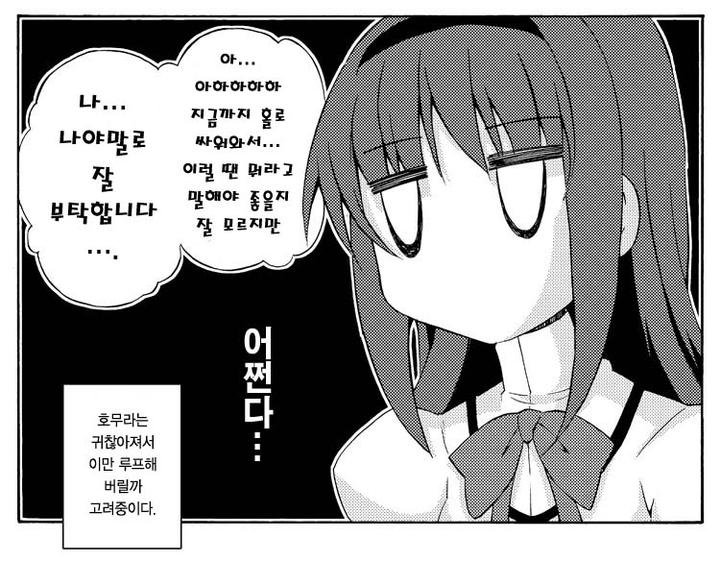 아...
아하하하하
지금까지 홀로
싸워와서...
이럴 땐 뭐라고
말해야 좋을지
잘 모르지만
나...
나야말로
잘
부탁합니다
....
어쩐다...
호무라는
귀찮아져서
이만 루프해
버릴까
고려중이다.